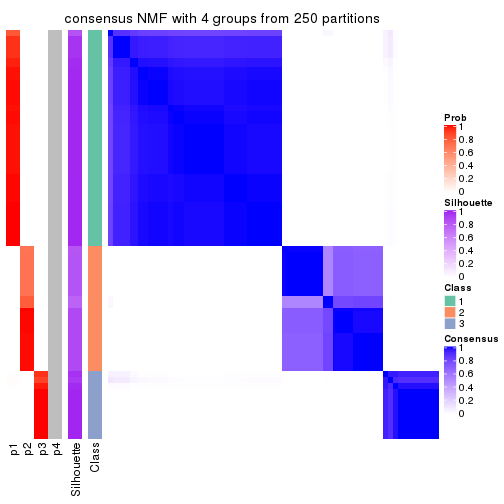 consensus NMF with 4 groups from 250 partitions
Prob
1
0.8
0.6
0.4
0.2
0
Silhouette
1
0.8
0.6
0.4
0.2
0
Class
1
2
3
Consensus
1
0.8
0.6
0.4
0.2
0
p1
p2
p3
p4
Silhouette
Class